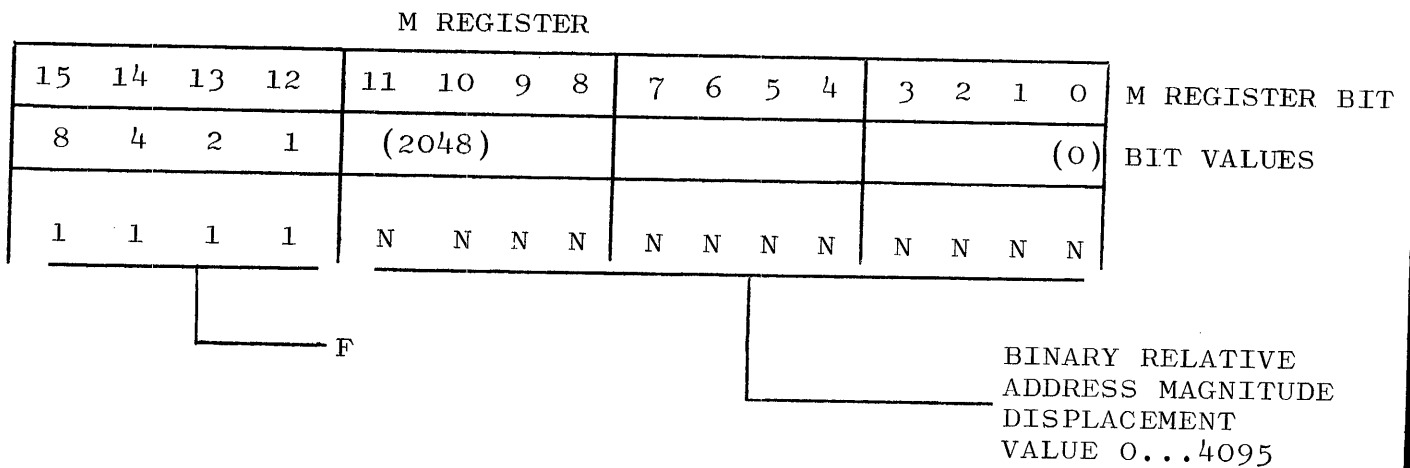 M REGISTER
15 14 13 12 11 10 9 8 7 6 5 4 3 2 1 0 M REGISTER BIT
8 4 2 1 (2048) (0) BIT VALUES
1 1 1 1 N N N N N N N N N N N N
F
BINARY RELATIVE
ADDRESS MAGNITUDE
DISPLACEMENT
VALUE 0...4095